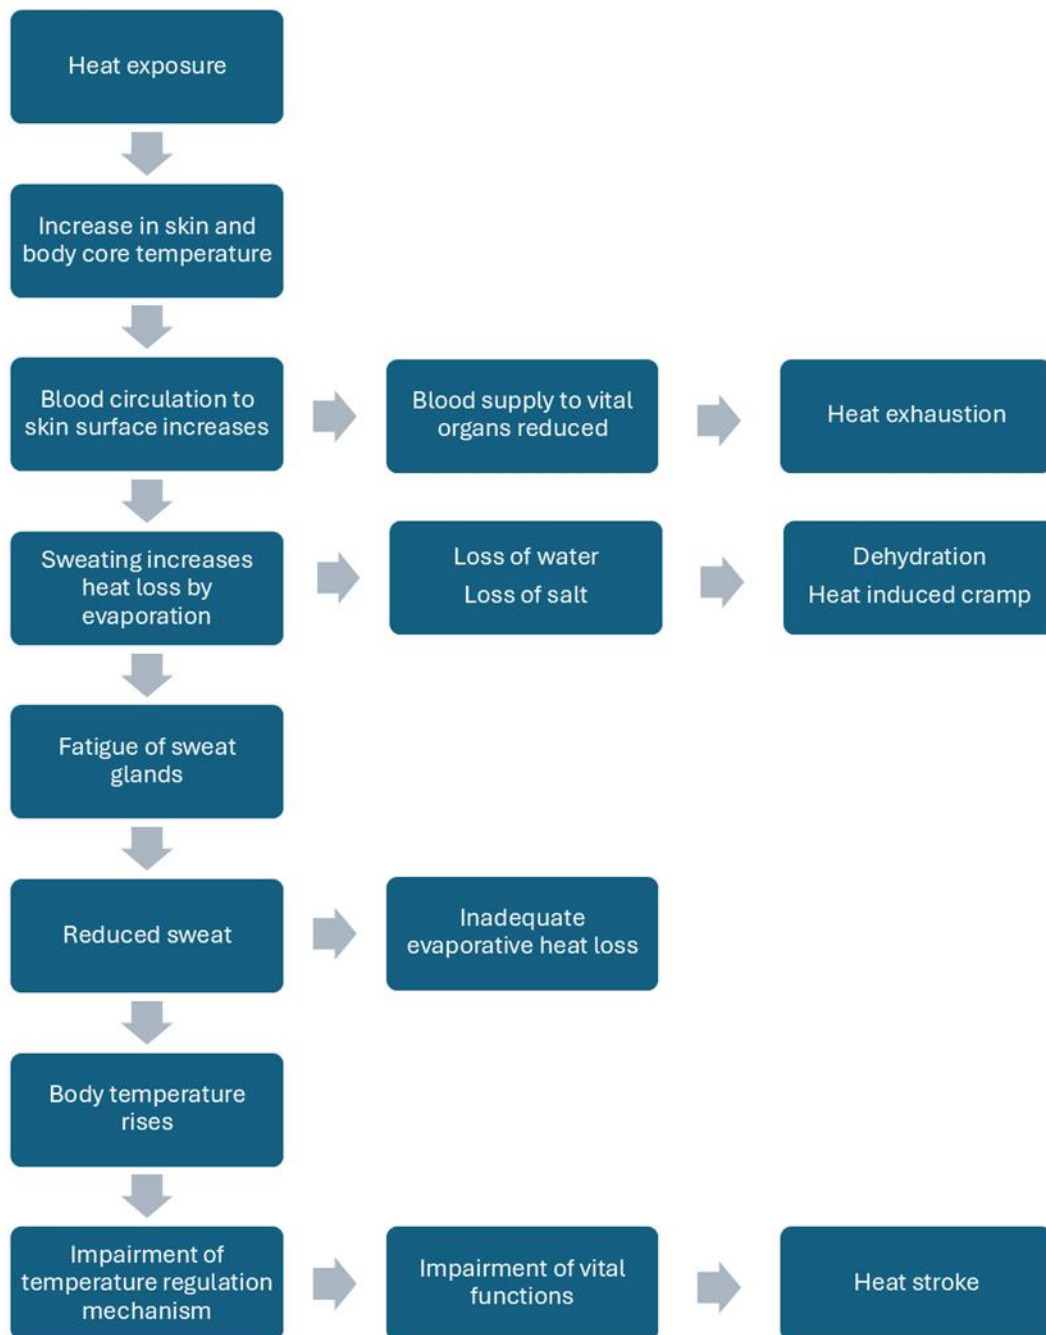 Heat exposure
Increase in skin and
body core temperature
Blood circulation to
skin surface increases
Blood supply to vital
organs reduced
Heat exhaustion
Sweating increases
heat loss by
evaporation
Loss of water
Loss of salt
Dehydration
Heat induced cramp
Fatigue of sweat
glands
Reduced sweat
Inadequate
evaporative heat loss
Body temperature
rises
Impairment of
temperature regulation
mechanism
Impairment of vital
functions
Heat stroke